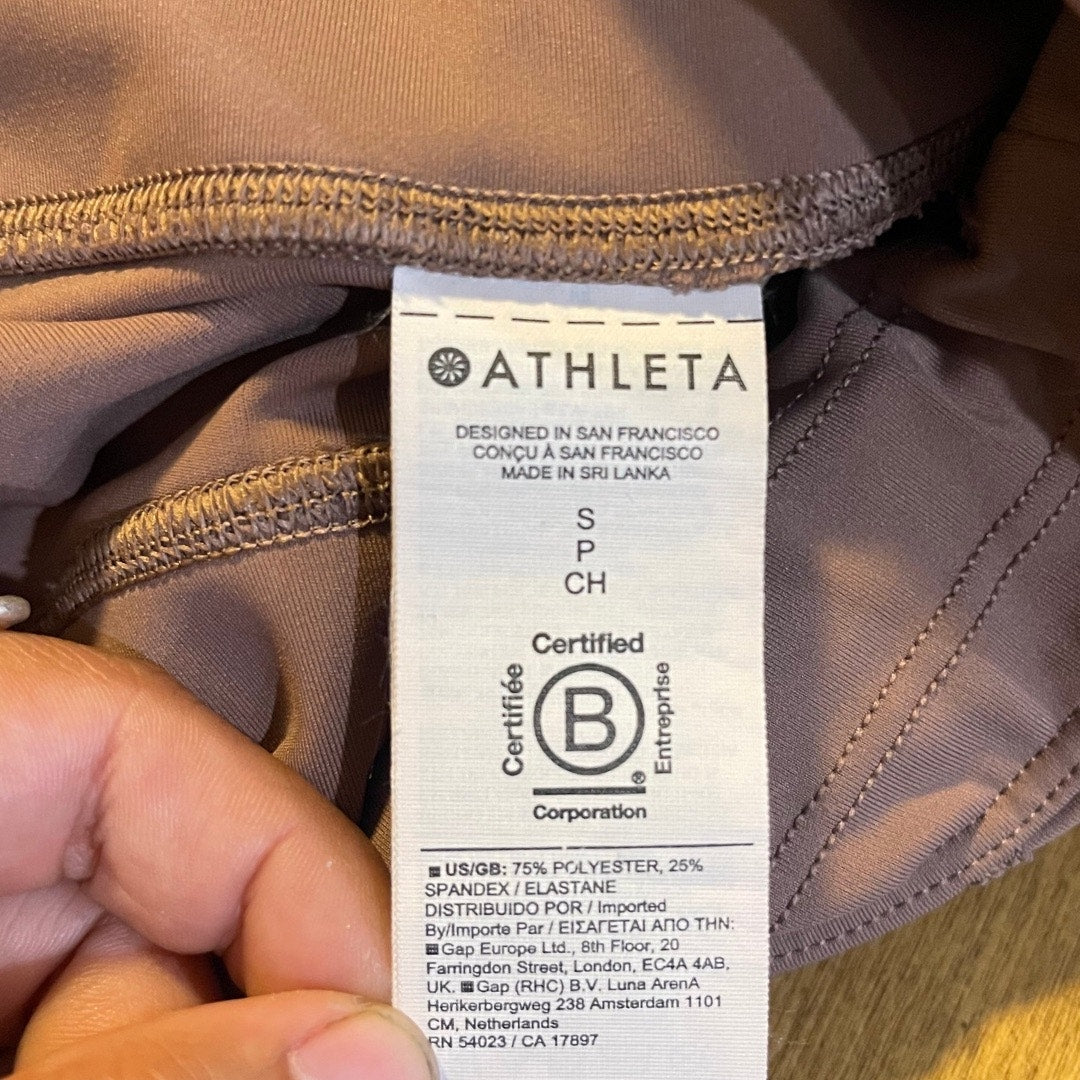 ATHLETA
DESIGNED IN SAN FRANCISCO
CONÇU À SAN FRANCISCO
MADE IN SRI LANKA
S
P
CH
Certified
Certifiée
B
Entreprise
®
Corporation
US/GB: 75% POLYESTER, 25%
SPANDEX / ELASTANE
DISTRIBUIDO POR / Imported
By/Importe Par / ΕΙΣΑΓΕΤΑΙ ΑΠΟ ΤΗΝ:
Gap Europe Ltd., 8th Floor, 20
Farringdon Street, London, EC4A 4AB,
UK. Gap (RHC) B.V. Luna ArenA
Herikerbergweg 238 Amsterdam 1101
CM, Netherlands
RN 54023 / CA 17897